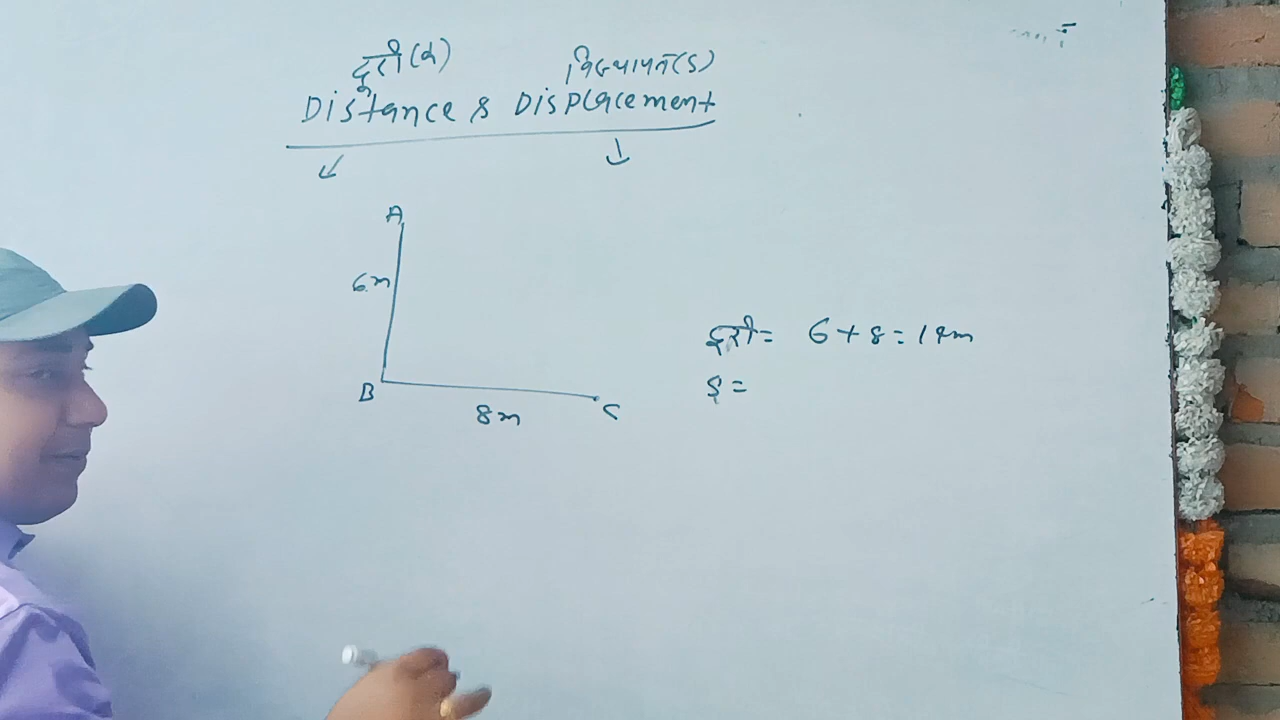 दूरी(d) विस्थापन(s)
Distance & Displacement
A
6m
B
8m
C
दूरी= 6+8=14m
S=